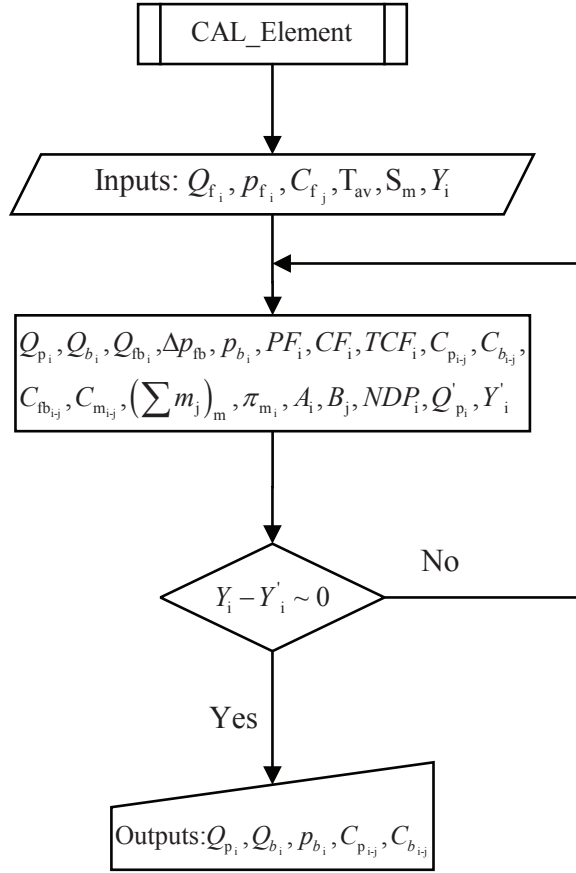 CAL_Element
Inputs: Q_{f_i}, p_{f_i}, C_{f_j}, T_{av}, S_m, Y_i
Q_{p_i}, Q_{b_i}, Q_{fb_i}, Δp_{fb}, p_{b_i}, PF_i, CF_i, TCF_i, C_{p_{i-j}}, C_{b_{i-j}},
C_{fb_{i-j}}, C_{m_{i-j}}, (∑ m_j)_m, π_{m_i}, A_i, B_j, NDP_i, Q'_{p_i}, Y'_i
Y_i − Y'_i ~ 0
No
Yes
Outputs: Q_{p_i}, Q_{b_i}, p_{b_i}, C_{p_{i-j}}, C_{b_{i-j}}